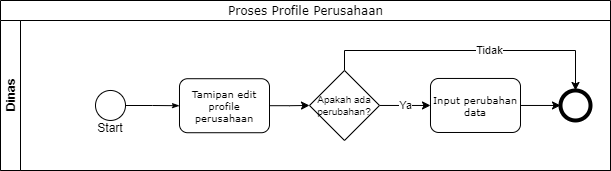 Proses Profile Perusahaan
Dinas
Start
Tamipan edit
profile
perusahaan
Apakah ada
perubahan?
Tidak
Ya
Input perubahan
data